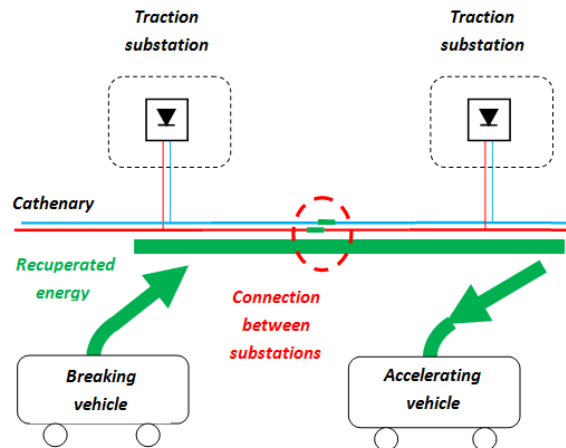 Traction
substation
Traction
substation
Cathenary
Recuperated
energy
Connection
between
substations
Breaking
vehicle
Accelerating
vehicle